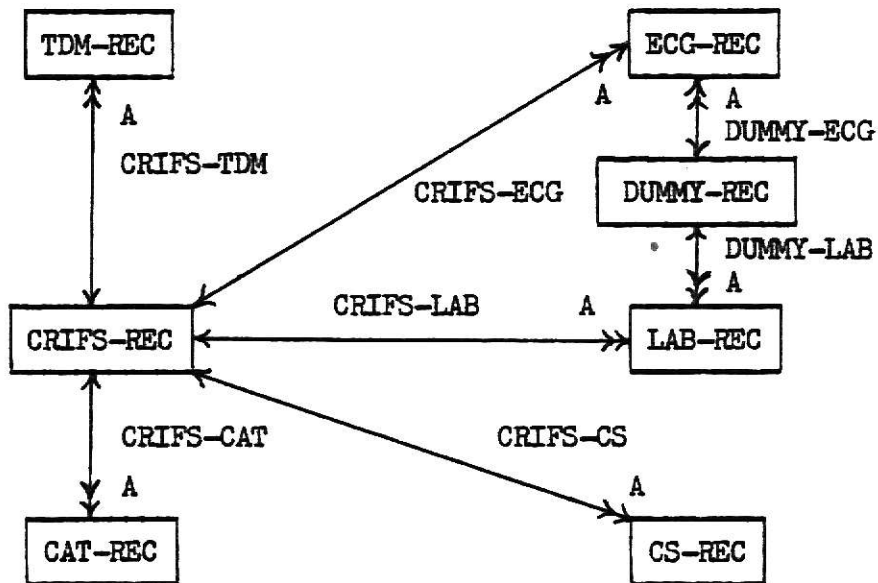 TDM-REC
ECG-REC
A
A
A
DUMMY-ECG
CRIFS-TDM
CRIFS-ECG
DUMMY-REC
DUMMY-LAB
CRIFS-LAB
A
A
CRIFS-REC
LAB-REC
CRIFS-CAT
CRIFS-CS
A
A
CAT-REC
CS-REC